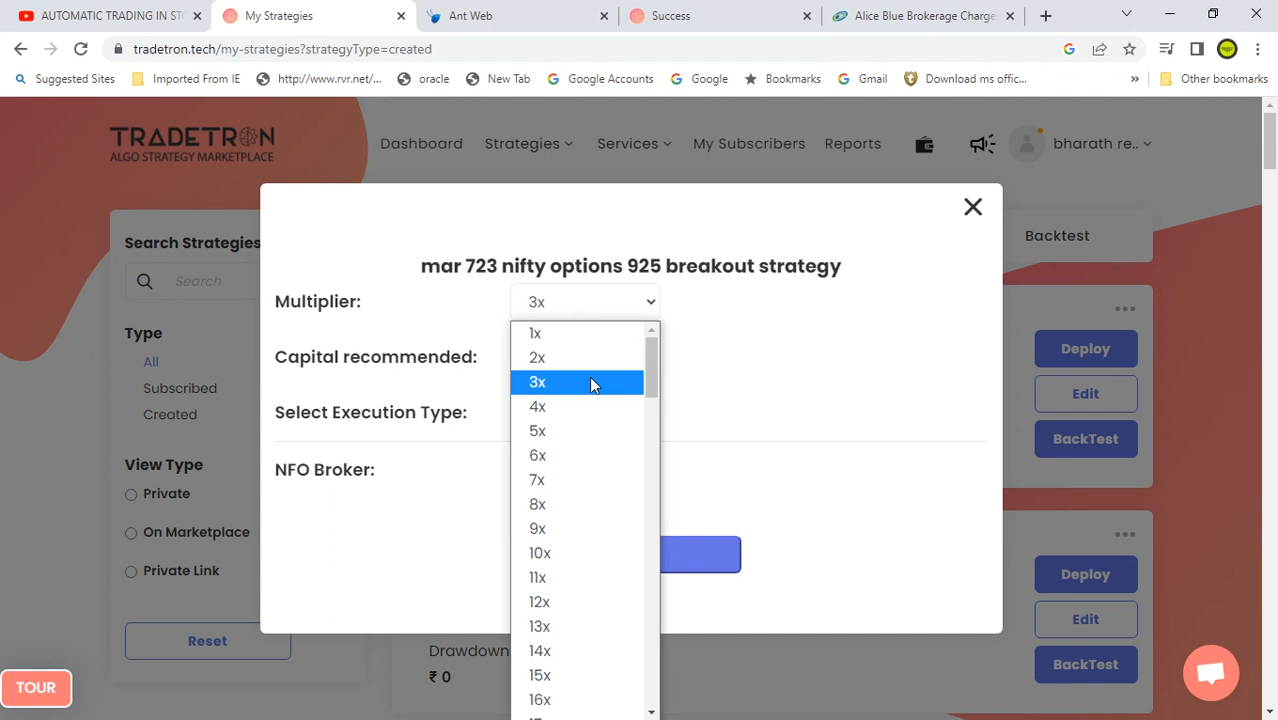 AUTOMATIC TRADING IN ST
My Strategies
Ant Web
Success
Alice Blue Brokerage Charge
tradetron.tech/my-strategies?strategyType=created
Suggested Sites
Imported From IE
http://www.rvr.net/...
oracle
New Tab
Google Accounts
Google
Bookmarks
Gmail
Download ms offic...
Other bookmarks
TRADETRON
ALGO STRATEGY MARKETPLACE
Dashboard
Strategies
Services
My Subscribers
Reports
bharath re..
Search Strategies
Search
Type
All
Subscribed
Created
View Type
Private
On Marketplace
Private Link
Reset
TOUR
mar 723 nifty options 925 breakout strategy
Multiplier:
3x
Capital recommended:
Select Execution Type:
NFO Broker:
1x
2x
3x
4x
5x
6x
7x
8x
9x
10x
11x
12x
13x
14x
15x
16x
Drawdown
₹ 0
Backtest
Deploy
Edit
BackTest
Deploy
Edit
BackTest